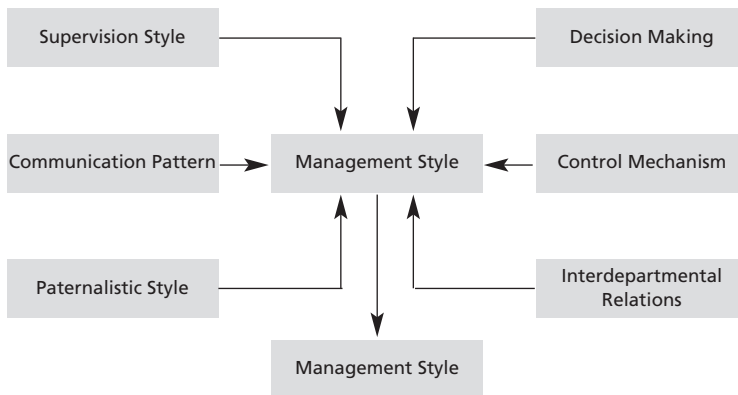 Supervision Style
Decision Making
Communication Pattern
Management Style
Control Mechanism
Paternalistic Style
Interdepartmental
Relations
Management Style